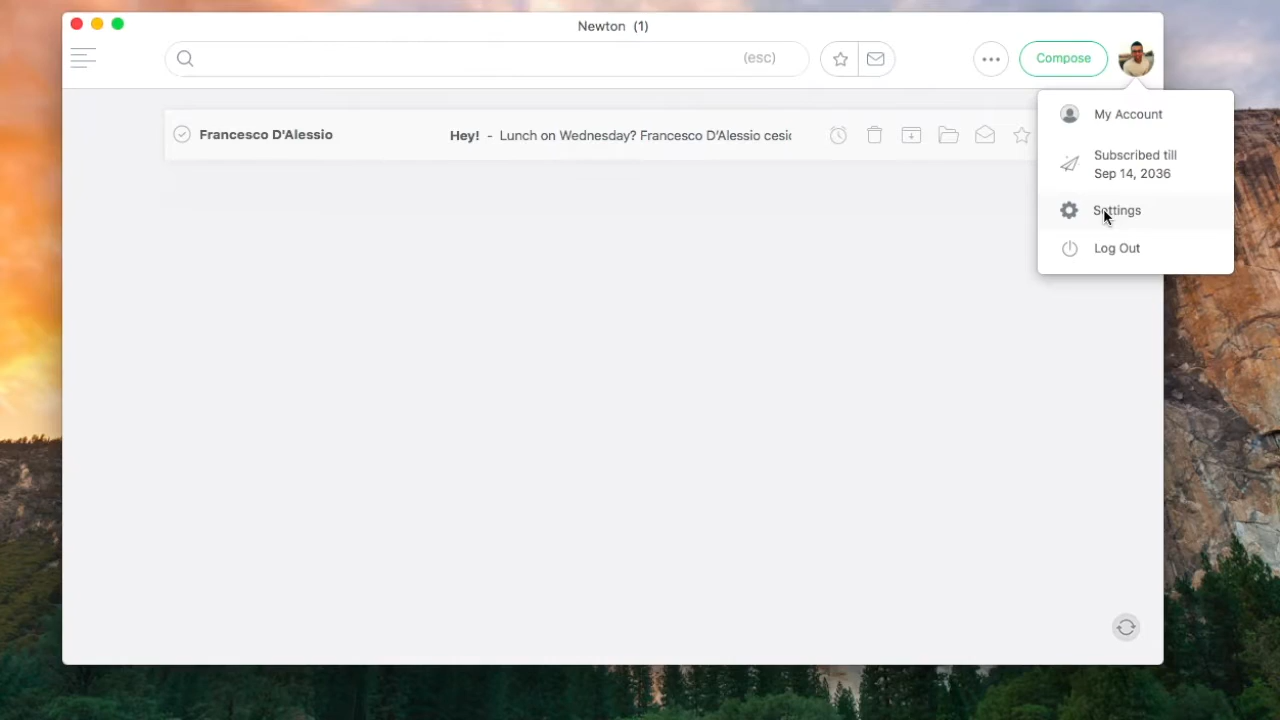 Newton (1)
(esc)
Compose
Francesco D'Alessio
Hey! - Lunch on Wednesday? Francesco D'Alessio cesic
My Account
Subscribed till
Sep 14, 2036
Settings
Log Out